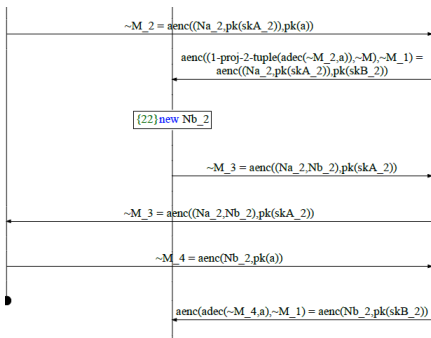 ~M_2 = aenc((Na_2,pk(skA_2)),pk(a))
aenc((1-proj-2-tuple(adec(~M_2,a)),~M),~M_1) =
aenc((Na_2,pk(skA_2)),pk(skB_2))
{22}new Nb_2
~M_3 = aenc((Na_2,Nb_2),pk(skA_2))
~M_3 = aenc((Na_2,Nb_2),pk(skA_2))
~M_4 = aenc(Nb_2,pk(a))
aenc(adec(~M_4,a),~M_1) = aenc(Nb_2,pk(skB_2))